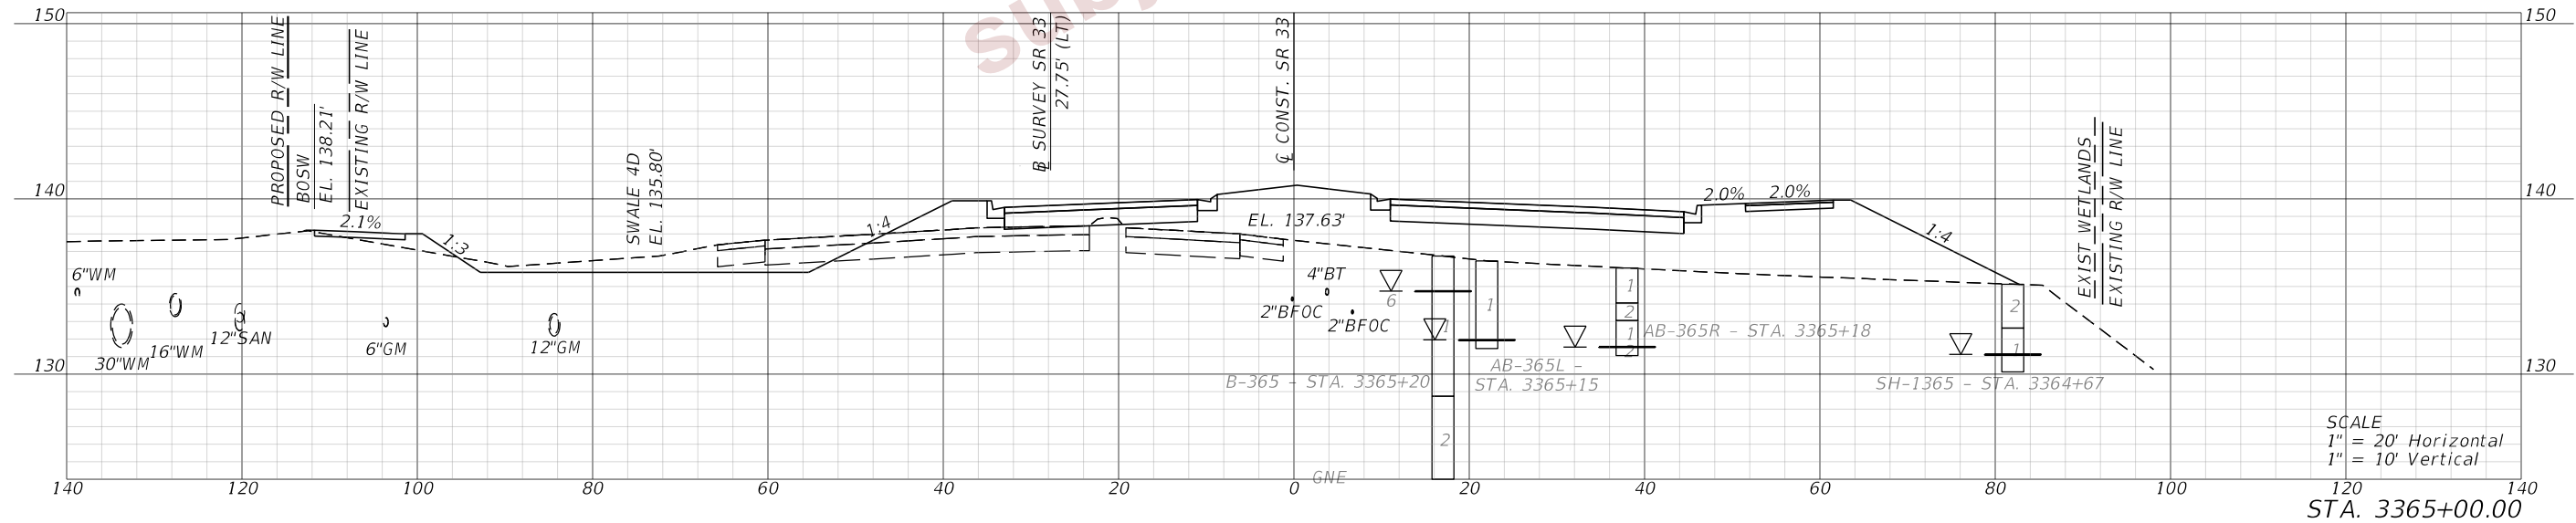 suby
150
150
140
140
130
130
PROPOSED R/W LINE
BOSW
EL. 138.21'
EXISTING R/W LINE
2.1%
1:3
SWALE 4D
EL. 135.80'
1:4
B SURVEY SR 33
27.75' (LT)
℄ CONST. SR 33
EL. 137.63'
2.0%
2.0%
1:4
EXIST WETLANDS
EXISTING R/W LINE
6"WM
30"WM
16"WM
12"SAN
6"GM
12"GM
4"BT
2"BFOC
2"BFOC
6
1
2
1
1
2
1
2
2
1
B-365 - STA. 3365+20
AB-365L -
STA. 3365+15
AB-365R - STA. 3365+18
SH-1365 - STA. 3364+67
GNE
SCALE
1" = 20' Horizontal
1" = 10' Vertical
140
120
100
80
60
40
20
0
20
40
60
80
100
120
140
STA. 3365+00.00